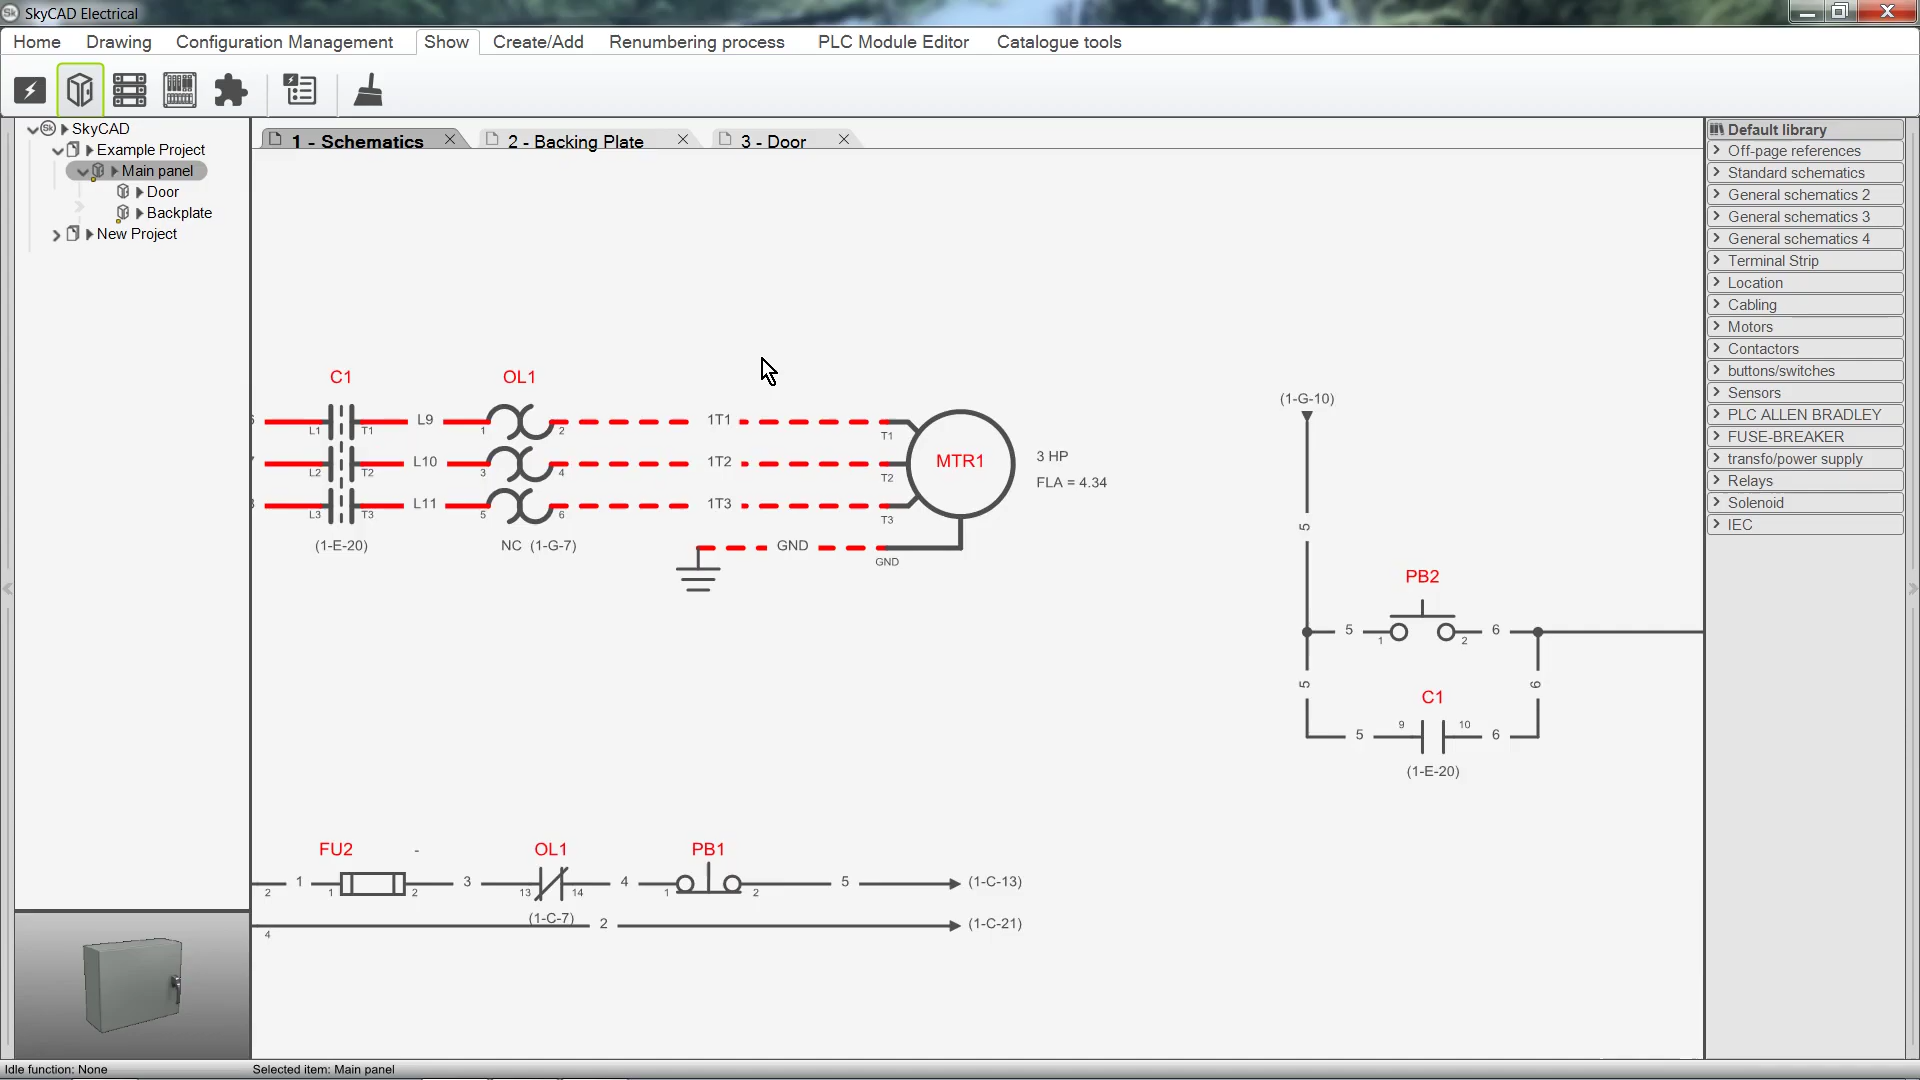 SkyCAD Electrical
Home Drawing Configuration Management Show Create/Add Renumbering process PLC Module Editor Catalogue tools
SkyCAD
Example Project
Main panel
Door
Backplate
New Project
1 - Schematics
2 - Backing Plate
3 - Door
C1
OL1
L1 T1 L9 1 2 1T1 T1
L2 T2 L10 3 4 1T2 T2
L3 T3 L11 5 6 1T3 T3
(1-E-20)
NC (1-G-7)
GND
GND
MTR1
3 HP
FLA = 4.34
(1-G-10)
5
PB2
5 1 2 6
5
6
C1
5 9 10 6
(1-E-20)
FU2 -
OL1
PB1
2 1 1 2 3 13 14 4 1 2 5 (1-C-13)
(1-C-7)
4 2 (1-C-21)
Default library
Off-page references
Standard schematics
General schematics 2
General schematics 3
General schematics 4
Terminal Strip
Location
Cabling
Motors
Contactors
buttons/switches
Sensors
PLC ALLEN BRADLEY
FUSE-BREAKER
transfo/power supply
Relays
Solenoid
IEC
Idle function: None
Selected item: Main panel